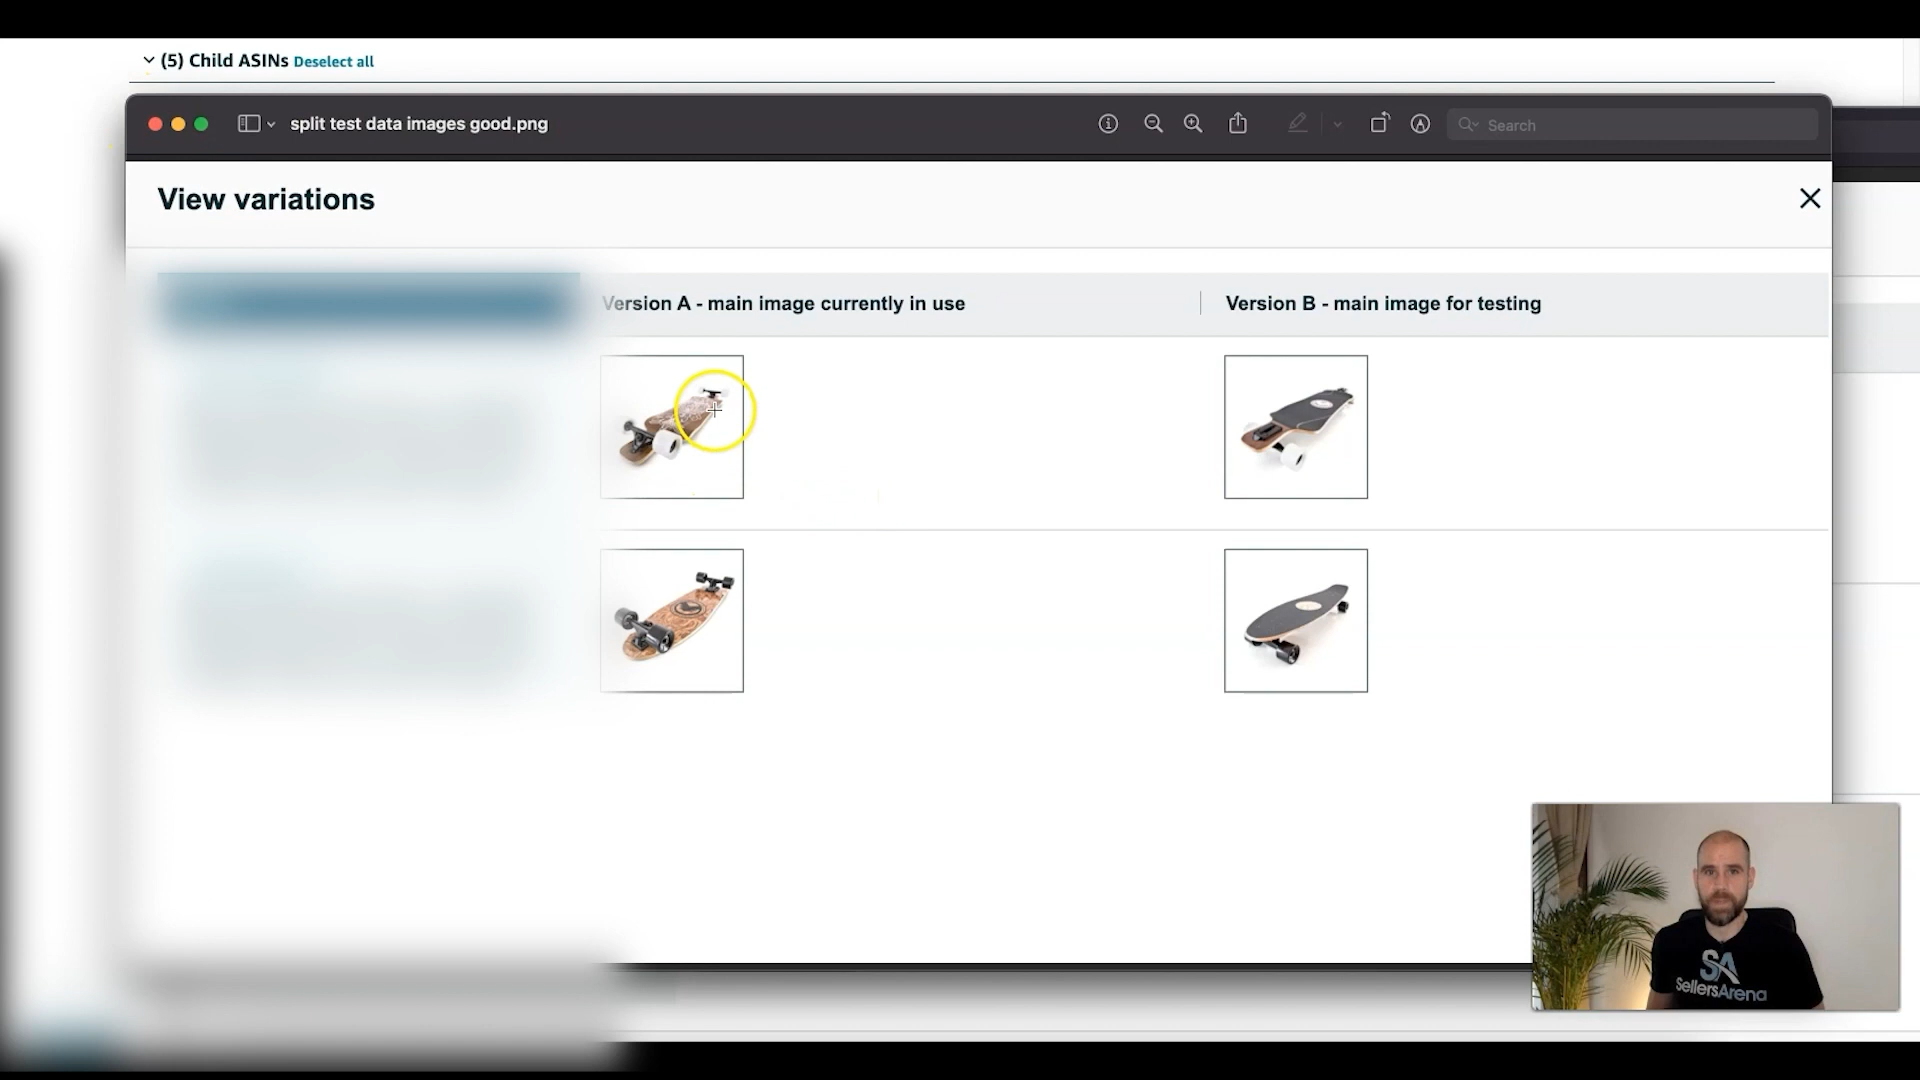 (5) Child ASINs Deselect all
split test data images good.png
Search
View variations
Version A - main image currently in use
Version B - main image for testing
SA
SellersArena